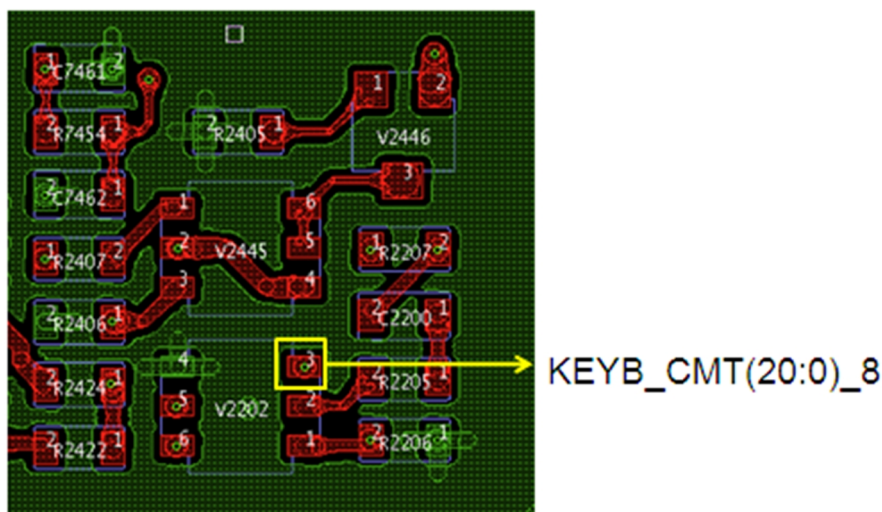 1 C7461 2
2 R7454 1
2 C7462 1
1 R2407 2
2 R2406 1
2 R2424 1
2 R2422 1
2 R2405 1
1 2
V2446
3
1 6
2 V2445 5
3 4
1 R2207 2
2 C2200 1
4 3
KEYB_CMT(20:0)_8
5 V2202 2
6 1
2 R2205 1
2 R2206 1